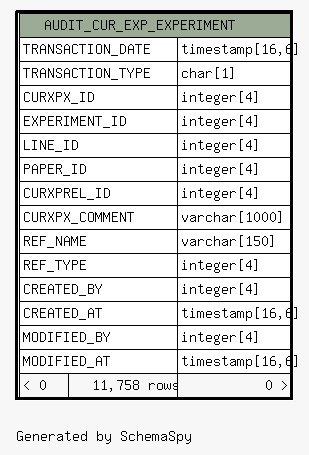 AUDIT_CUR_EXP_EXPERIMENT
TRANSACTION_DATE timestamp[16,6]
TRANSACTION_TYPE char[1]
CURXPX_ID integer[4]
EXPERIMENT_ID integer[4]
LINE_ID integer[4]
PAPER_ID integer[4]
CURXPREL_ID integer[4]
CURXPX_COMMENT varchar[1000]
REF_NAME varchar[150]
REF_TYPE integer[4]
CREATED_BY integer[4]
CREATED_AT timestamp[16,6]
MODIFIED_BY integer[4]
MODIFIED_AT timestamp[16,6]
< 0 11,758 rows 0 >
Generated by SchemaSpy